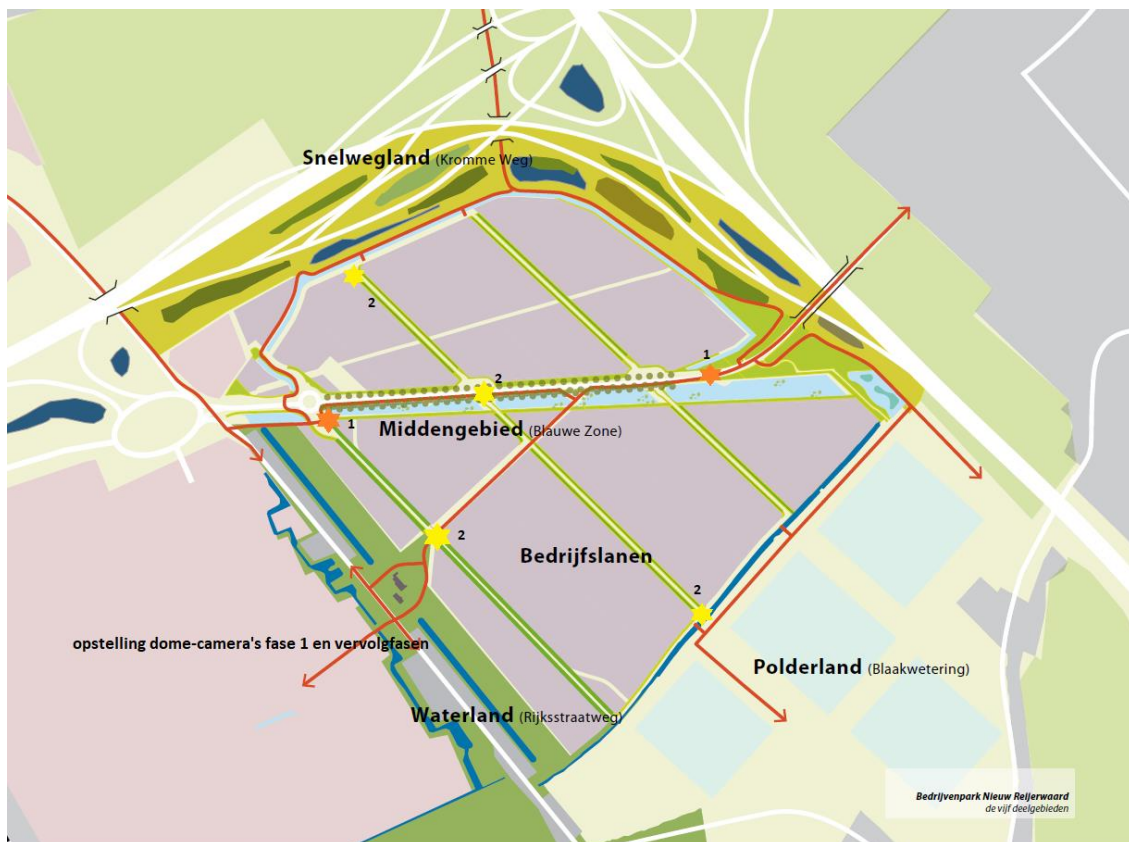 Snelwegland (Kromme Weg)
2
1
2
1
Middengebied (Blauwe Zone)
2
Bedrijfslanen
2
opstelling dome-camera's fase 1 en vervolgfasen
Polderland (Blaakwetering)
Waterland (Rijksstraatweg)
Bedrijvenpark Nieuw Reijerwaard
de vijf deelgebieden